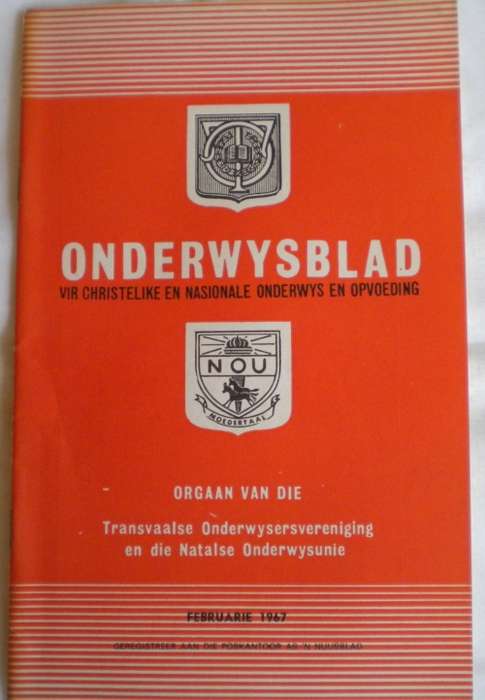 ONDERWYSBLAD
VIR CHRISTELIKE EN NASIONALE ONDERWYS EN OPVOEDING
NOU
MOEDERTAAL
ORGAAN VAN DIE
Transvaalse Onderwysersvereniging
en die Natalse Onderwysunie
FEBRUARIE 1967
GEREGISTREER AAN DIE POSKANTOOR AS 'N NUUSBLAD